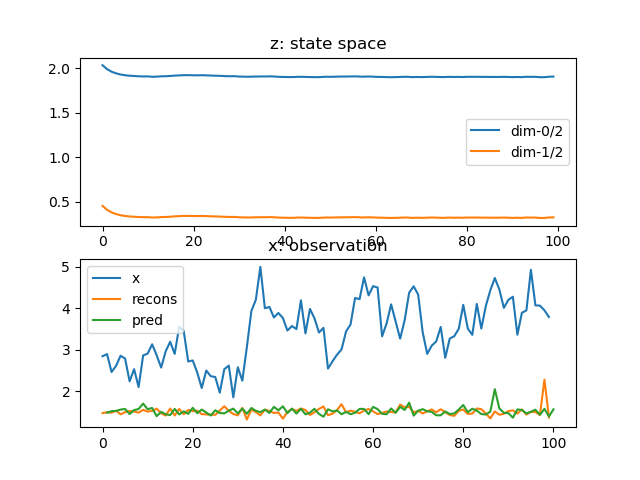 z: state space
2.0
1.5
1.0
0.5
dim-0/2
dim-1/2
0 20 40 60 80 100
x: observation
5
4
3
2
x
recons
pred
0 20 40 60 80 100